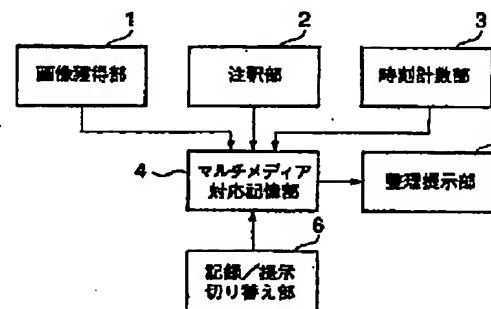 1
2
3
画像獲得部
注釈部
時刻計数部
4
マルチメディア
対応記憶部
整理提示部
6
記録/提示
切り替え部